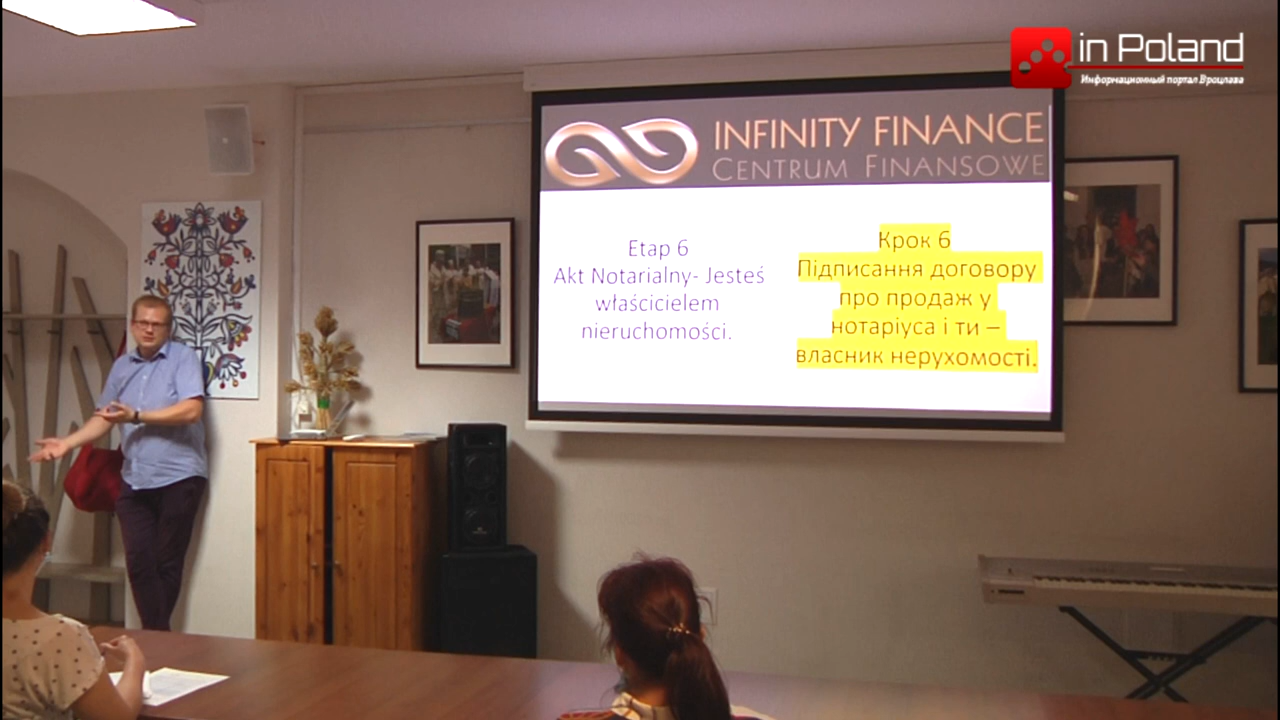 in Poland
Информационный портал Вроцлава
INFINITY FINANCE
CENTRUM FINANSOWE
Etap 6
Akt Notarialny- Jesteś
właścicielem
nieruchomości.
Крок 6
Підписання договору
про продаж у
нотаріуса і ти –
власник нерухомості.